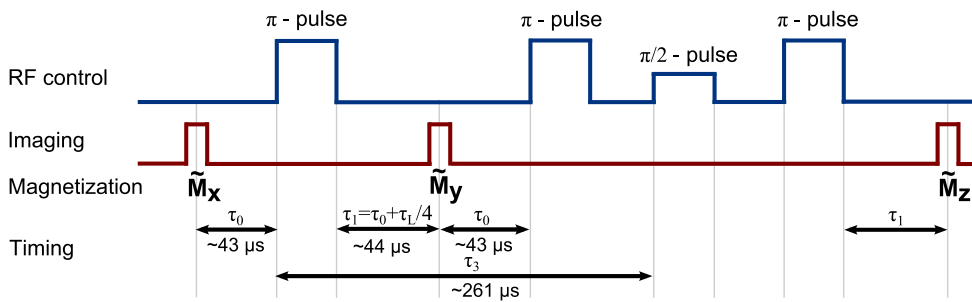 π - pulse
π - pulse
π - pulse
π/2 - pulse
RF control
Imaging
Magnetization
M̃x
M̃y
M̃z
τ0
τ1=τ0+τL/4
τ0
τ1
Timing
~43 μs
~44 μs
~43 μs
τ3
~261 μs